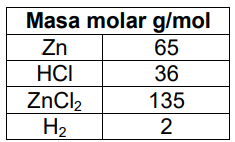 Masa molar g/mol
Zn 65
HCl 36
ZnCl₂ 135
H₂ 2